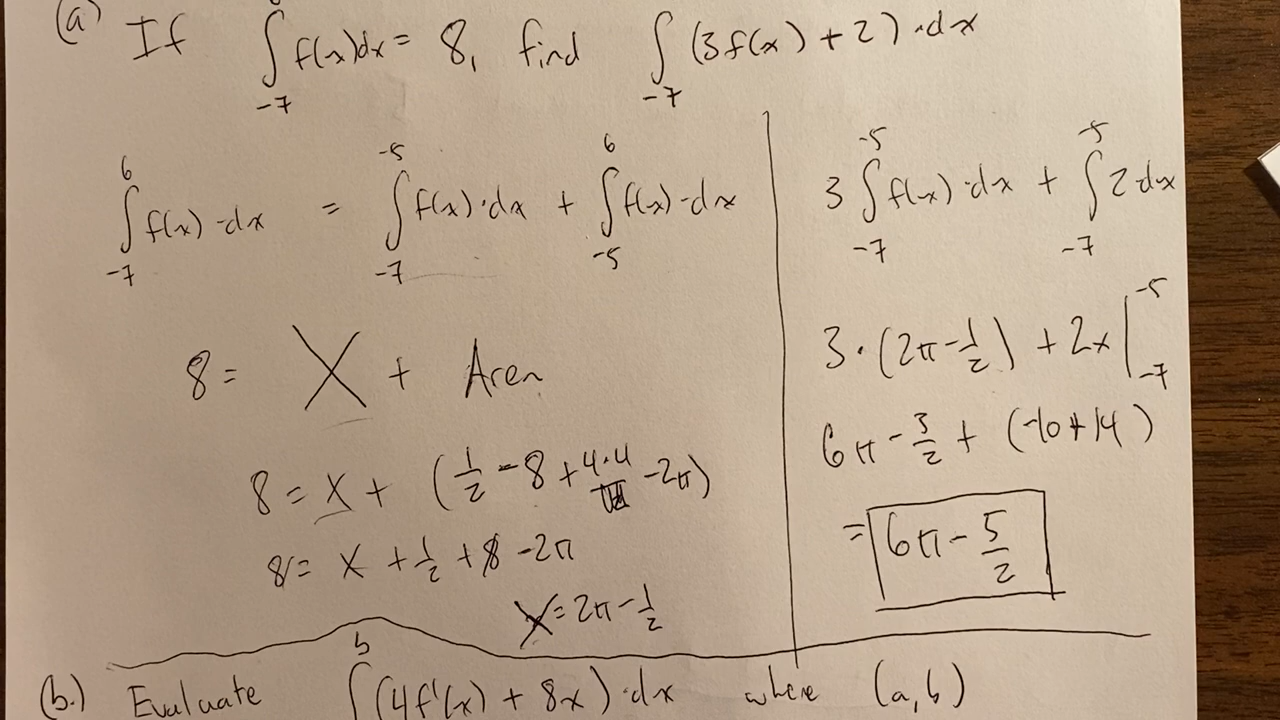 (a) If ∫_{-7} f(x)dx = 8, find ∫_{-7} (3f(x) + 2)·dx
∫_{-7}^{6} f(x)·dx = ∫_{-7}^{-5} f(x)·dx + ∫_{-5}^{6} f(x)·dx
8 = X + Area
8 = X + (1/2 - 8 + 4·4 - 2π)
8 = X + 1/2 + 8 - 2π
X = 2π - 1/2
3 ∫_{-7}^{-5} f(x)·dx + ∫_{-7}^{-5} 2·dx
3·(2π - 1/2) + 2x |_{-7}^{-5}
6π - 3/2 + (-10 + 14)
= 6π - 5/2
(b.) Evaluate ∫^{b} (4f'(x) + 8x)·dx where (a,b)